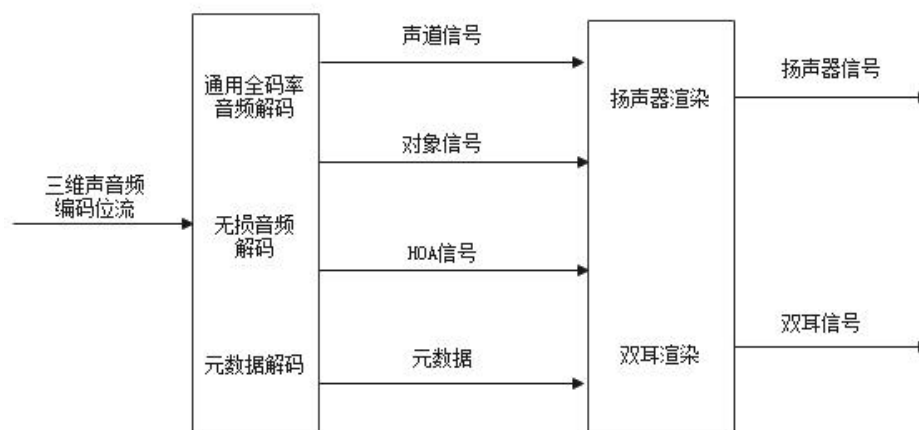 三维声音频
编码位流
通用全码率
音频解码
无损音频
解码
元数据解码
声道信号
对象信号
HOA信号
元数据
扬声器渲染
双耳渲染
扬声器信号
双耳信号